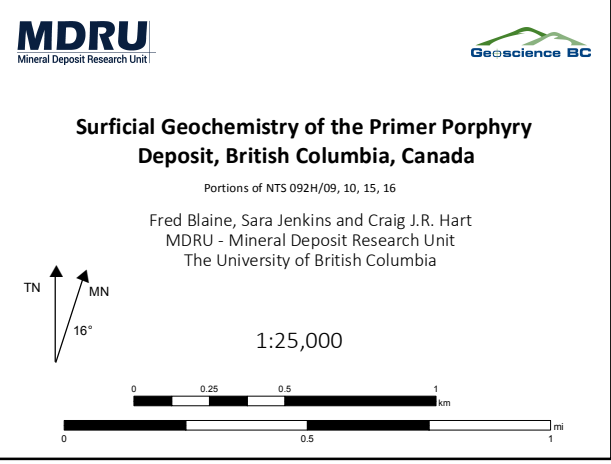 MDRU
Mineral Deposit Research Unit
Geoscience BC
Surficial Geochemistry of the Primer Porphyry
Deposit, British Columbia, Canada
Portions of NTS 092H/09, 10, 15, 16
Fred Blaine, Sara Jenkins and Craig J.R. Hart
MDRU - Mineral Deposit Research Unit
The University of British Columbia
TN
MN
16°
1:25,000
0 0.25 0.5 1
km
mi
0 0.5 1